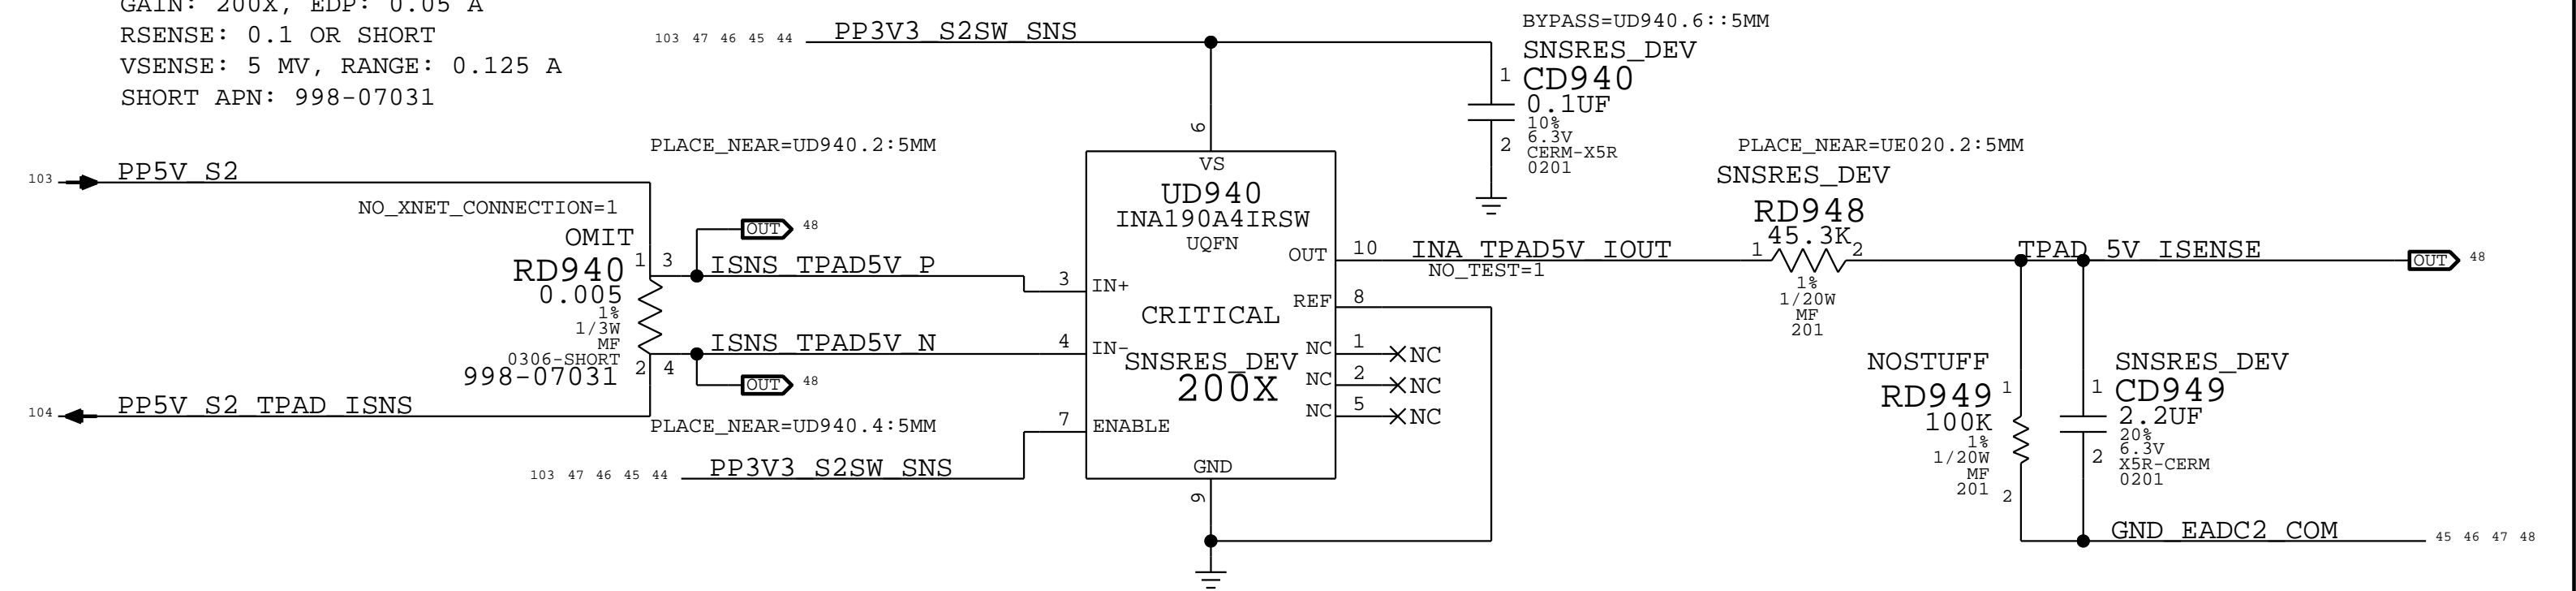 GAIN: 200X, EDP: 0.05 A
RSENSE: 0.1 OR SHORT
VSENSE: 5 MV, RANGE: 0.125 A
SHORT APN: 998-07031
103 47 46 45 44 PP3V3_S2SW_SNS
BYPASS=UD940.6::5MM
SNSRES_DEV
1 CD940
0.1UF
10%
6.3V
2 CERM-X5R
0201
6
PLACE_NEAR=UD940.2:5MM
103 PP5V_S2
NO_XNET_CONNECTION=1
OMIT
1 3
RD940
0.005
1%
1/3W
MF
0306-SHORT
2 4
998-07031
OUT 48
ISNS_TPAD5V_P
ISNS_TPAD5V_N
OUT 48
104 PP5V_S2_TPAD_ISNS
PLACE_NEAR=UD940.4:5MM
103 47 46 45 44 PP3V3_S2SW_SNS
VS
UD940
INA190A4IRSW
UQFN
3 IN+
4 IN-
7 ENABLE
CRITICAL
SNSRES_DEV
200X
GND
9
OUT 10 INA_TPAD5V_IOUT
NO_TEST=1
REF 8
NC 1 NC
NC 2 NC
NC 5 NC
PLACE_NEAR=UE020.2:5MM
SNSRES_DEV
RD948
45.3K
1 2
1%
1/20W
MF
201
TPAD_5V_ISENSE
OUT 48
NOSTUFF
RD949 1
100K
1%
1/20W
MF
201 2
SNSRES_DEV
1 CD949
2.2UF
20%
6.3V
2 X5R-CERM
0201
GND_EADC2_COM 45 46 47 48